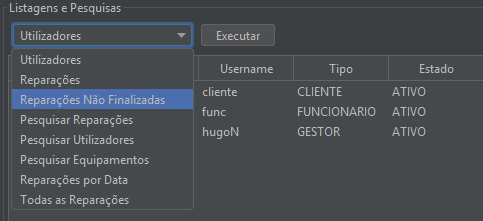 Listagens e Pesquisas
Utilizadores Executar
Utilizadores
Reparações
Reparações Não Finalizadas
Pesquisar Reparações
Pesquisar Utilizadores
Pesquisar Equipamentos
Reparações por Data
Todas as Reparações
Username Tipo Estado
cliente CLIENTE ATIVO
func FUNCIONARIO ATIVO
hugoN GESTOR ATIVO